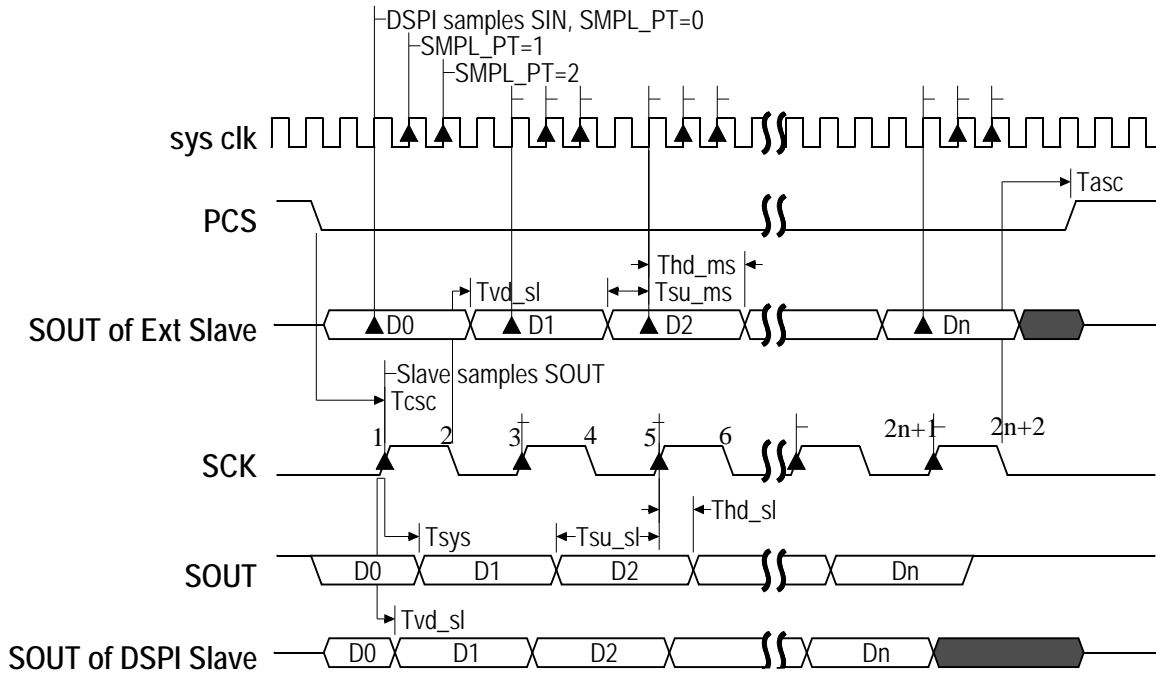 DSPI samples SIN, SMPL_PT=0
SMPL_PT=1
SMPL_PT=2
sys clk
Tasc
PCS
Thd_ms
Tvd_sl
Tsu_ms
SOUT of Ext Slave
D0
D1
D2
Dn
Slave samples SOUT
Tcsc
1
2
3
4
5
6
2n+1
2n+2
SCK
Thd_sl
Tsys
Tsu_sl
SOUT
D0
D1
D2
Dn
Tvd_sl
SOUT of DSPI Slave
D0
D1
D2
Dn